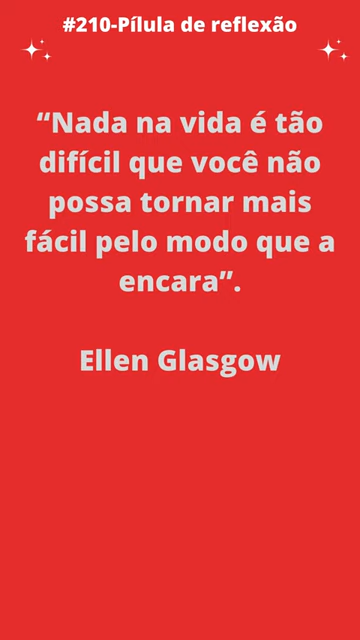 #210-Pílula de reflexão
“Nada na vida é tão
difícil que você não
possa tornar mais
fácil pelo modo que a
encara”.
Ellen Glasgow